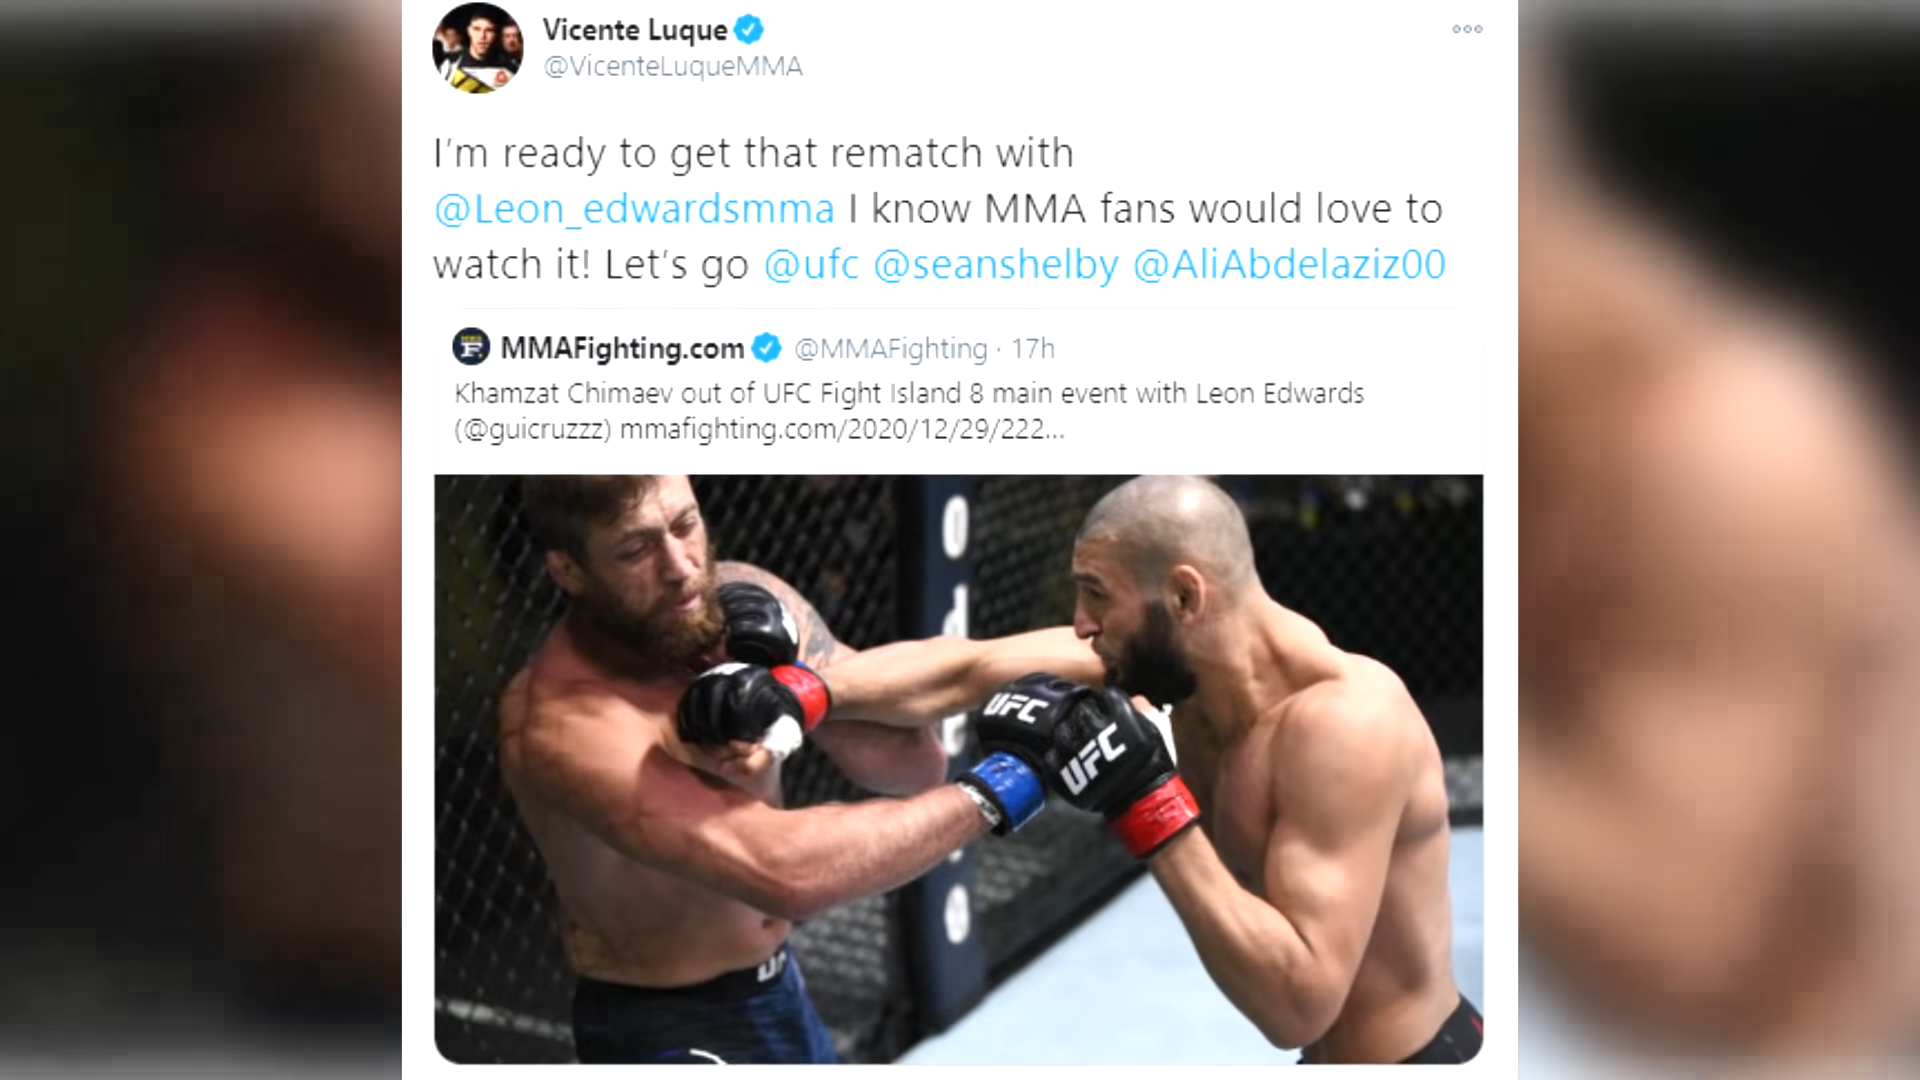 Vicente Luque
@VicenteLuqueMMA
I'm ready to get that rematch with
@Leon_edwardsmma I know MMA fans would love to
watch it! Let's go @ufc @seanshelby @AliAbdelaziz00
MMAFighting.com @MMAFighting · 17h
Khamzat Chimaev out of UFC Fight Island 8 main event with Leon Edwards
(@guicruzzz) mmafighting.com/2020/12/29/222...
UFC
UFC